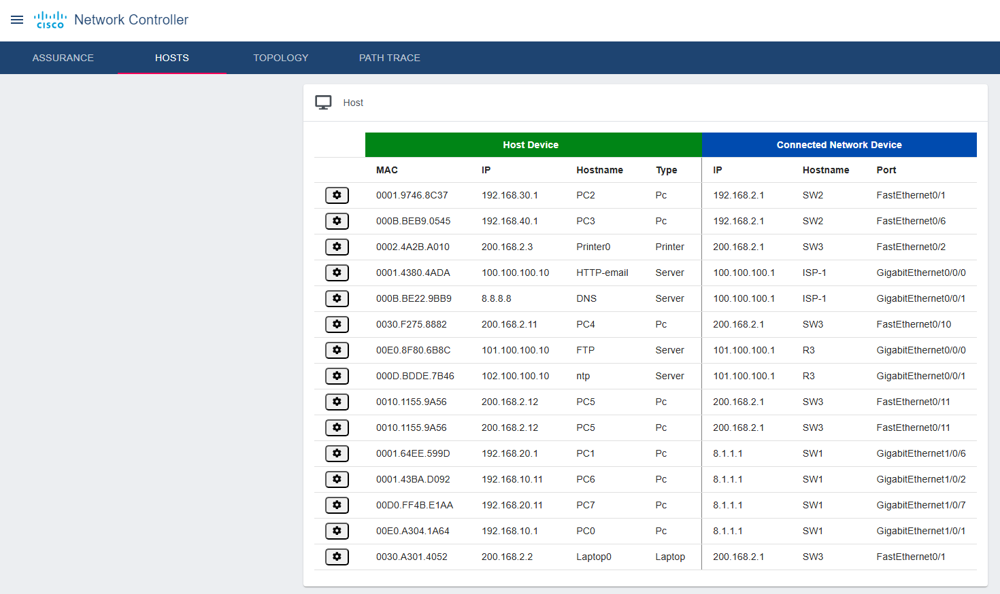 cisco Network Controller
ASSURANCE HOSTS TOPOLOGY PATH TRACE
Host
Host Device Connected Network Device
MAC IP Hostname Type IP Hostname Port
0001.9746.8C37 192.168.30.1 PC2 Pc 192.168.2.1 SW2 FastEthernet0/1
000B.BEB9.0545 192.168.40.1 PC3 Pc 192.168.2.1 SW2 FastEthernet0/6
0002.4A2B.A010 200.168.2.3 Printer0 Printer 200.168.2.1 SW3 FastEthernet0/2
0001.4380.4ADA 100.100.100.10 HTTP-email Server 100.100.100.1 ISP-1 GigabitEthernet0/0/0
000B.BE22.9BB9 8.8.8.8 DNS Server 100.100.100.1 ISP-1 GigabitEthernet0/0/1
0030.F275.8882 200.168.2.11 PC4 Pc 200.168.2.1 SW3 FastEthernet0/10
00E0.8F80.6B8C 101.100.100.10 FTP Server 101.100.100.1 R3 GigabitEthernet0/0/0
000D.BDDE.7B46 102.100.100.10 ntp Server 101.100.100.1 R3 GigabitEthernet0/0/1
0010.1155.9A56 200.168.2.12 PC5 Pc 200.168.2.1 SW3 FastEthernet0/11
0010.1155.9A56 200.168.2.12 PC5 Pc 200.168.2.1 SW3 FastEthernet0/11
0001.64EE.599D 192.168.20.1 PC1 Pc 8.1.1.1 SW1 GigabitEthernet1/0/6
0001.43BA.D092 192.168.10.11 PC6 Pc 8.1.1.1 SW1 GigabitEthernet1/0/2
00D0.FF4B.E1AA 192.168.20.11 PC7 Pc 8.1.1.1 SW1 GigabitEthernet1/0/7
00E0.A304.1A64 192.168.10.1 PC0 Pc 8.1.1.1 SW1 GigabitEthernet1/0/1
0030.A301.4052 200.168.2.2 Laptop0 Laptop 200.168.2.1 SW3 FastEthernet0/1